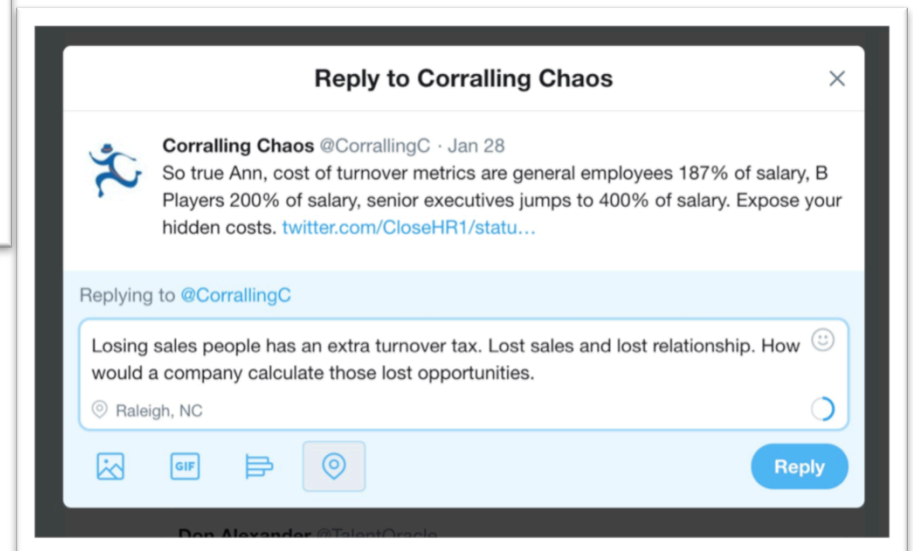 Reply to Corralling Chaos
Corralling Chaos @CorrallingC · Jan 28
So true Ann, cost of turnover metrics are general employees 187% of salary, B
Players 200% of salary, senior executives jumps to 400% of salary. Expose your
hidden costs. twitter.com/CloseHR1/statu…
Replying to @CorrallingC
Losing sales people has an extra turnover tax. Lost sales and lost relationship. How
would a company calculate those lost opportunities.
Raleigh, NC
GIF
Reply
Don Alexander @TalentOracle